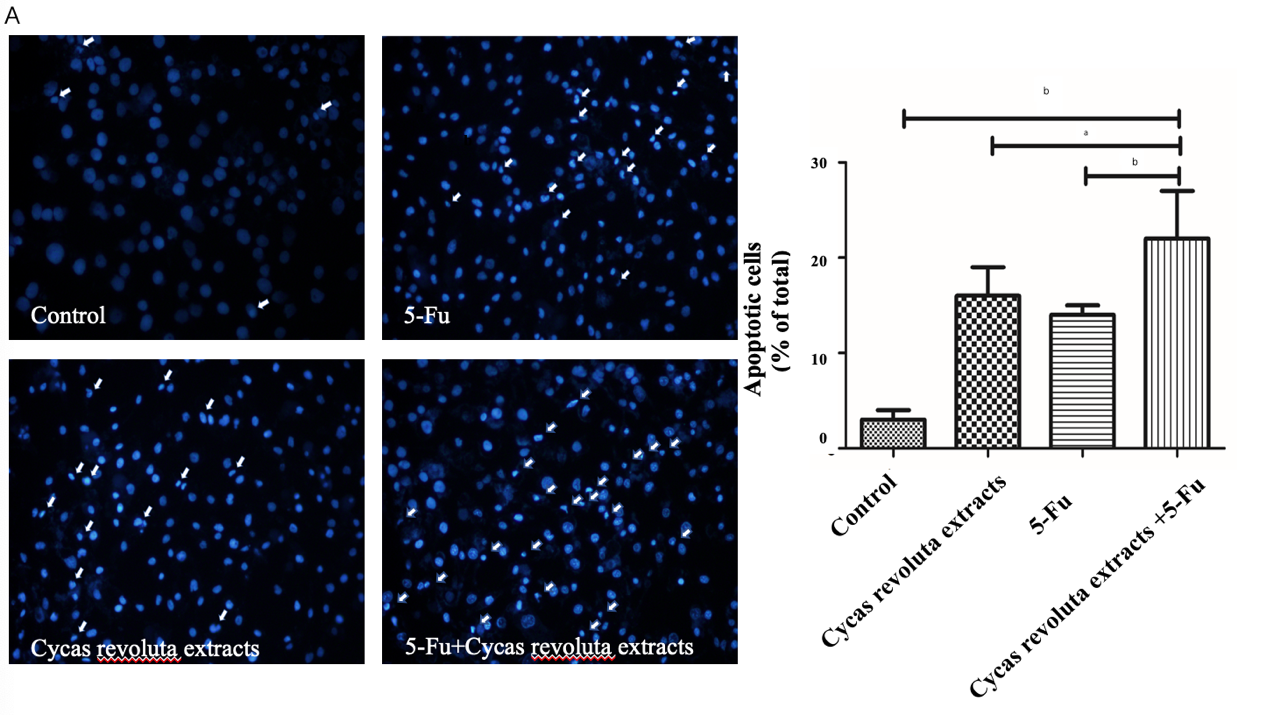 A
Control
5-Fu
Cycas revoluta extracts
5-Fu+Cycas revoluta extracts
b
a
b
30
20
10
0
Apoptotic cells
(% of total)
Control
Cycas revoluta extracts
5-Fu
Cycas revoluta extracts +5-Fu